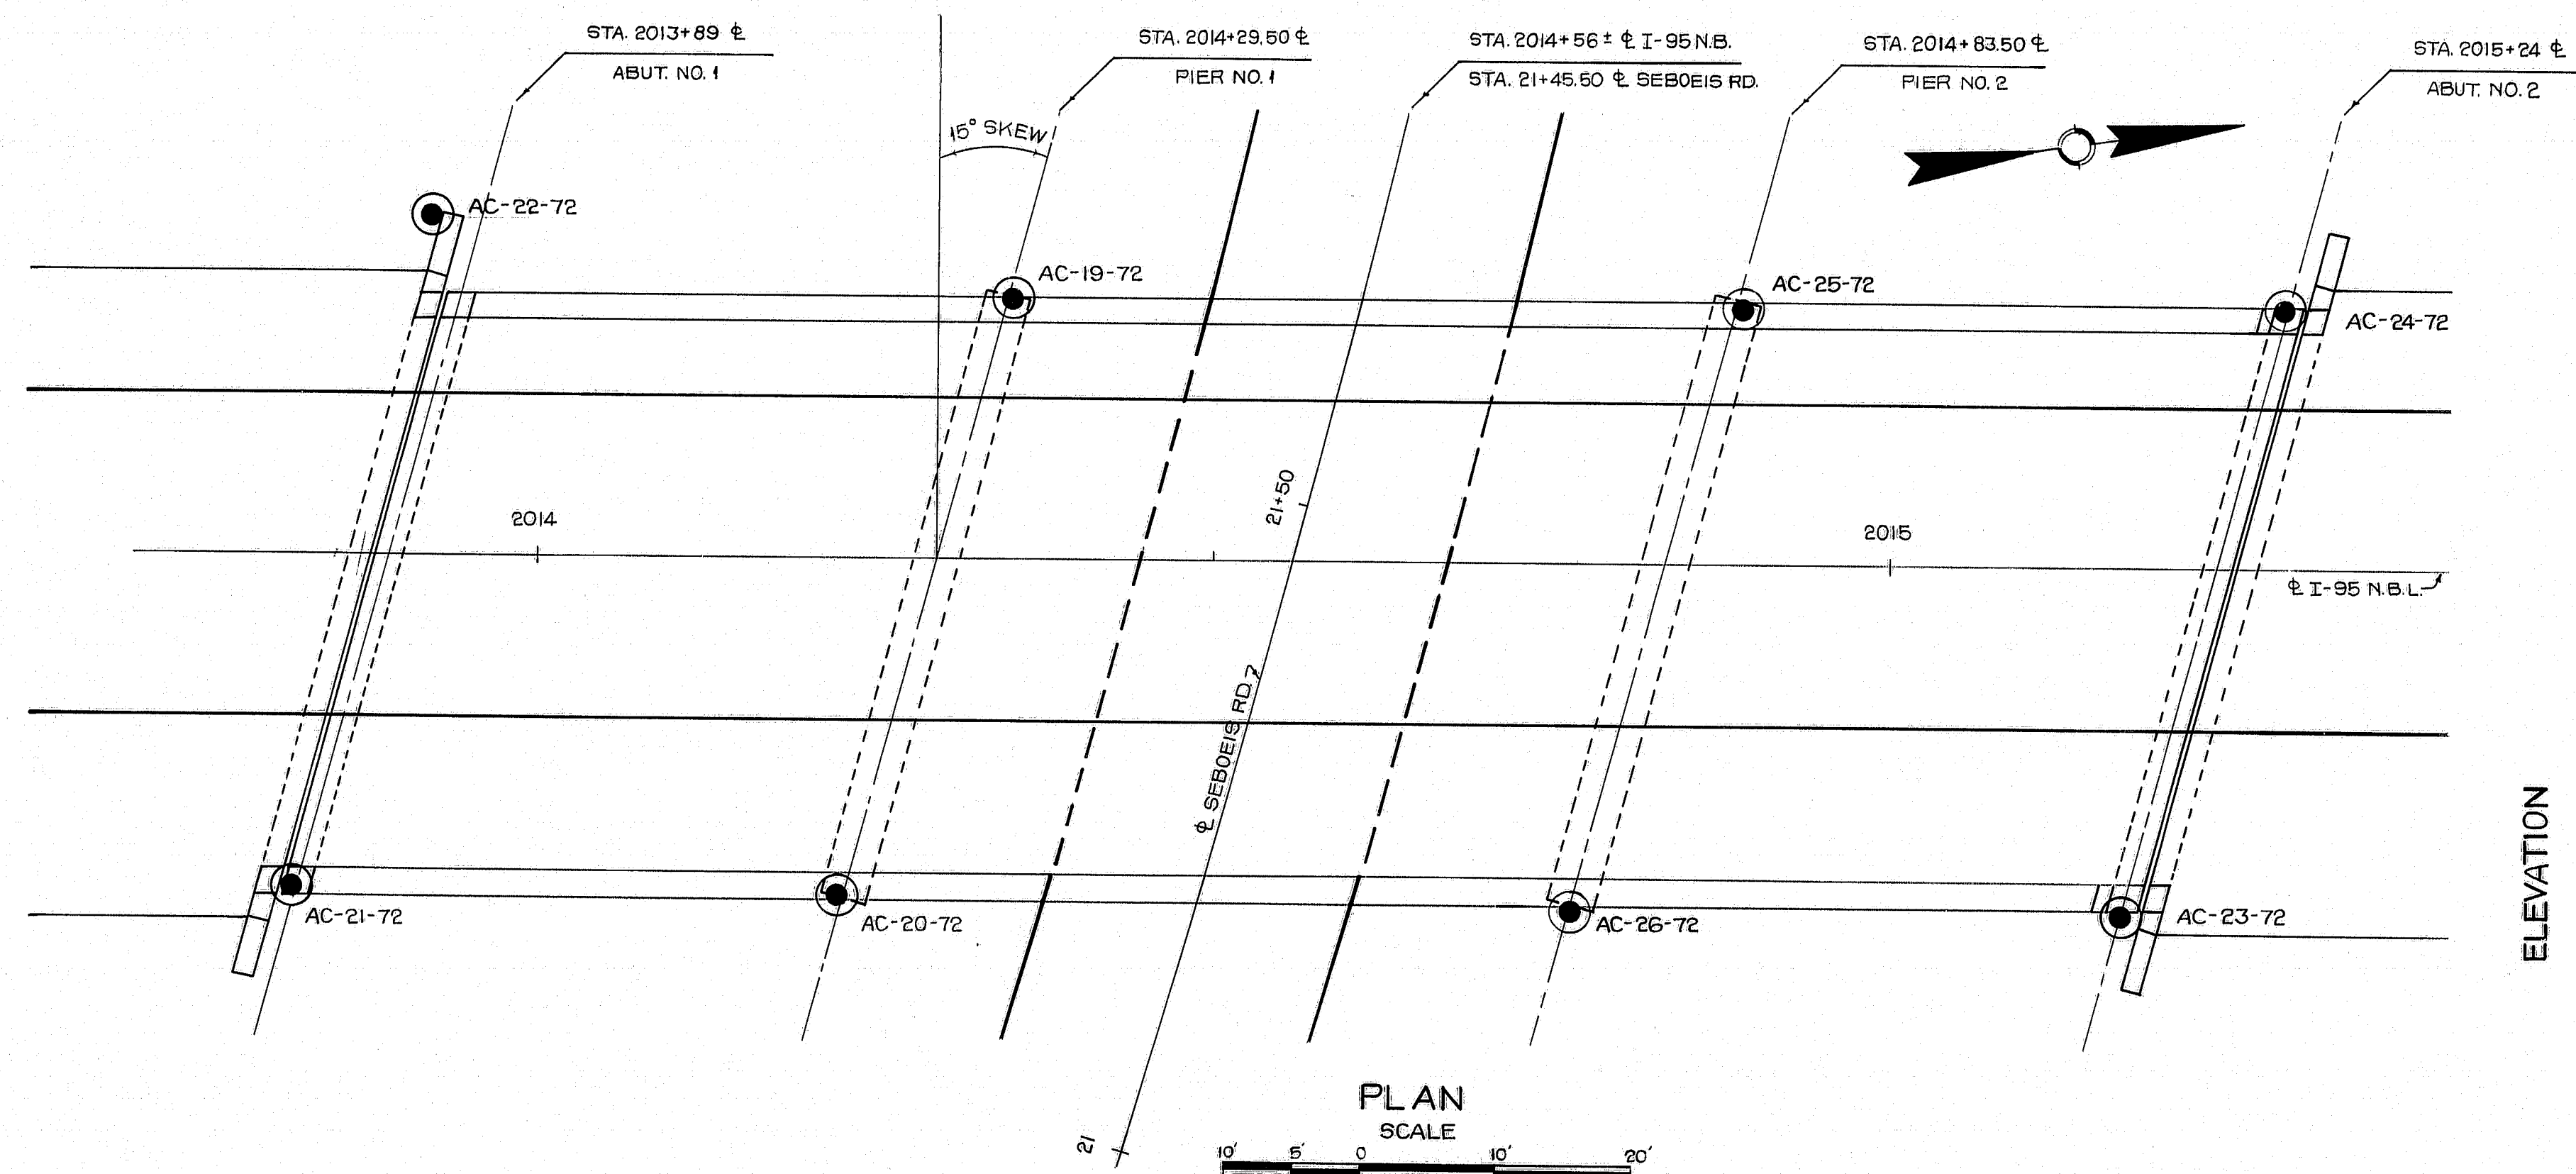 STA. 2013+89 ℄
ABUT. NO. 1
STA. 2014+29.50 ℄
PIER NO. 1
STA. 2014+56 ± ℄ I-95 N.B.
STA. 21+45.50 ℄ SEBOEIS RD.
STA. 2014+83.50 ℄
PIER NO. 2
STA. 2015+24 ℄
ABUT. NO. 2
15° SKEW
AC-22-72
AC-19-72
AC-25-72
AC-24-72
2014
21+50
2015
℄ I-95 N.B.L.
℄ SEBOEIS RD.
AC-21-72
AC-20-72
AC-26-72
AC-23-72
ELEVATION
21
PLAN
SCALE
10' 5' 0 10' 20'